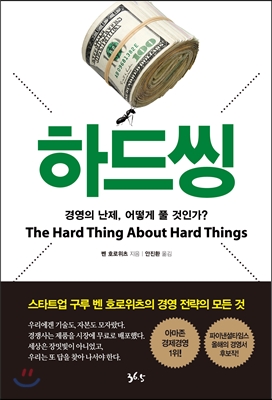 하드씽
경영의 난제, 어떻게 풀 것인가?
The Hard Thing About Hard Things
벤 호로위츠 지음 안진환 옮김
스타트업 구루 벤 호로위츠의 경영 전략의 모든 것
우리에겐 기술도, 자본도 모자랐다.
경쟁사는 제품을 시장에 무료로 배포했다.
세상은 장밋빛이 아니었고,
우리는 또 답을 찾아 나서야 한다.
아마존
경제경영
1위!
파이낸셜타임스
올해의 경영서
후보작!
36.5